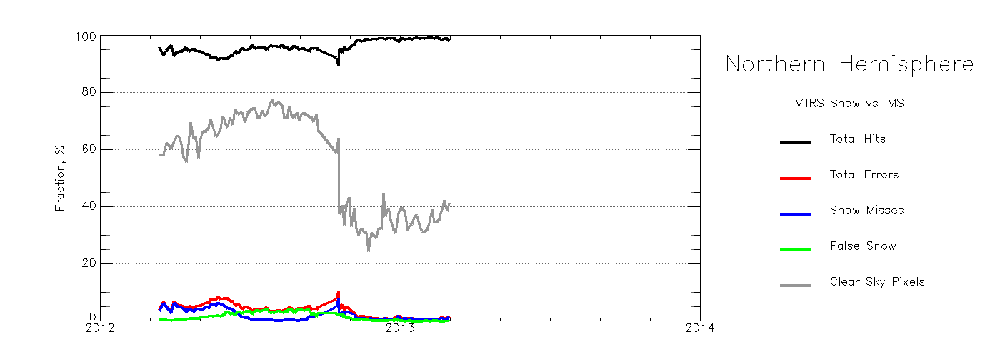 Northern Hemisphere
VIIRS Snow vs IMS
Total Hits
Total Errors
Snow Misses
False Snow
Clear Sky Pixels
Fraction, %
100
80
60
40
20
0
2012
2013
2014